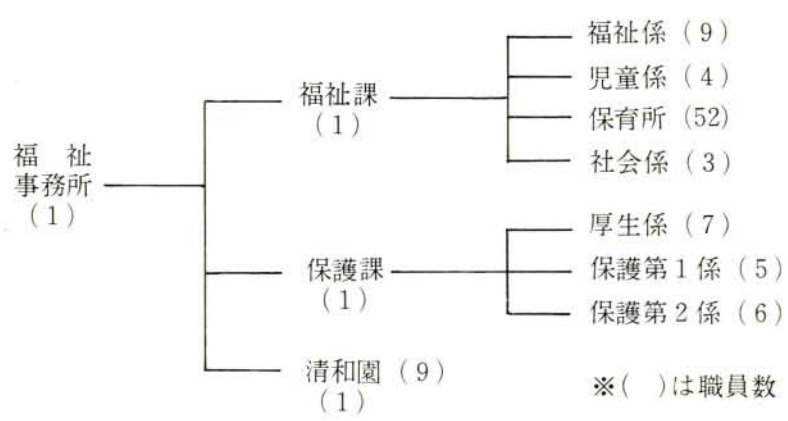 福祉
事務所
（1）
福祉課
（1）
福祉係（9）
児童係（4）
保育所（52）
社会係（3）
保護課
（1）
厚生係（7）
保護第1係（5）
保護第2係（6）
清和園（9）
（1）
※（　）は職員数